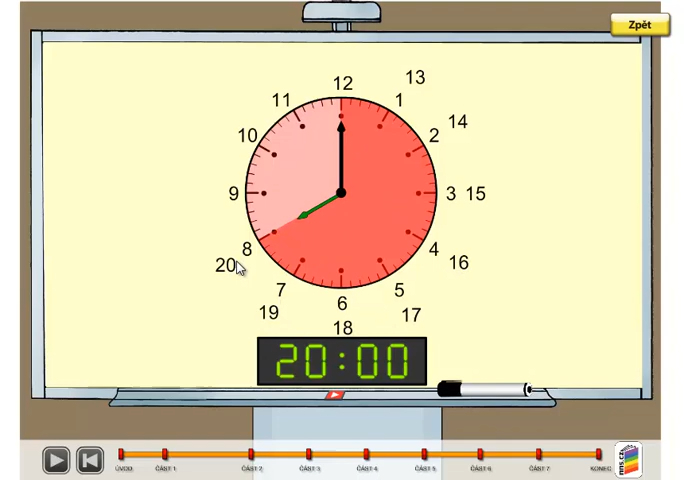 Zpět
12
13
11
1
14
10
2
9
3
15
8
4
20
16
7
5
19
6
17
18
20:00
ÚVOD
ČÁST 1
ČÁST 2
ČÁST 3
ČÁST 4
ČÁST 5
ČÁST 6
ČÁST 7
KONEC
nns.cz